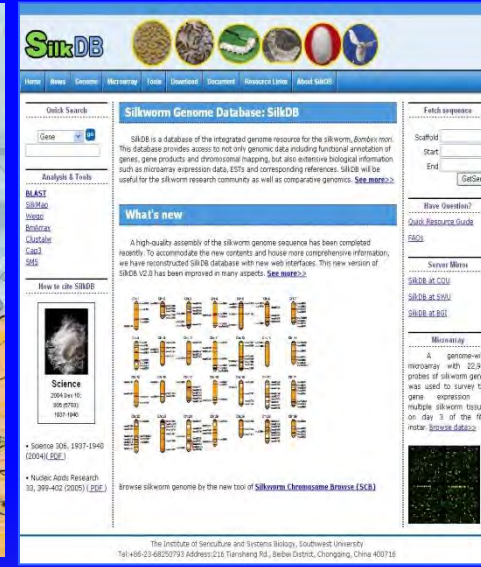 SilkDB
Home News Genome Microarray Tools Download Document Resource Links About SilkDB
Quick Search
Gene go
Analysis & Tools
BLAST
SilkMap
Wego
BmArray
Clustalw
Cap3
SMS
How to cite SilkDB
Science
2004 Dec 10;
306 (5703):
1937-1940
• Science 306, 1937-1940
(2004)( PDF )
• Nucleic Acids Research
33, 399-402 (2005) ( PDF )
Silkworm Genome Database: SilkDB
SilkDB is a database of the integrated genome resource for the silkworm, Bombyx mori.
This database provides access to not only genomic data including functional annotation of
genes, gene products and chromosomal mapping, but also extensive biological information
such as microarray expression data, ESTs and corresponding references. SilkDB will be
useful for the silkworm research community as well as comparative genomics. See more>>
What's new
A high-quality assembly of the silkworm genome sequence has been completed
recently. To accommodate the new contents and house more comprehensive information,
we have reconstructed SilkDB database with new web interfaces. This new version of
SilkDB V2.0 has been improved in many aspects. See more>>
Browse silkworm genome by the new tool of Silkworm Chromosome Browse (SCB)
Fetch sequence
Scaffold
Start
End
GetSe
Have Question?
Quick Resource Guide
FAQs
Server Mirror
SilkDB at CQU
SilkDB at SWU
SilkDB at BGI
Microarray
A genome-wi
microarray with 22,9
probes of silkworm gen
was used to survey t
gene expression
multiple silkworm tissu
on day 3 of the fif
instar. Browse data>>
The Institute of Sericulture and Systems Biology, Southwest University
Tel:+86-23-68250793 Address:216 Tiansheng Rd., Beibei District, Chongqing, China 400716